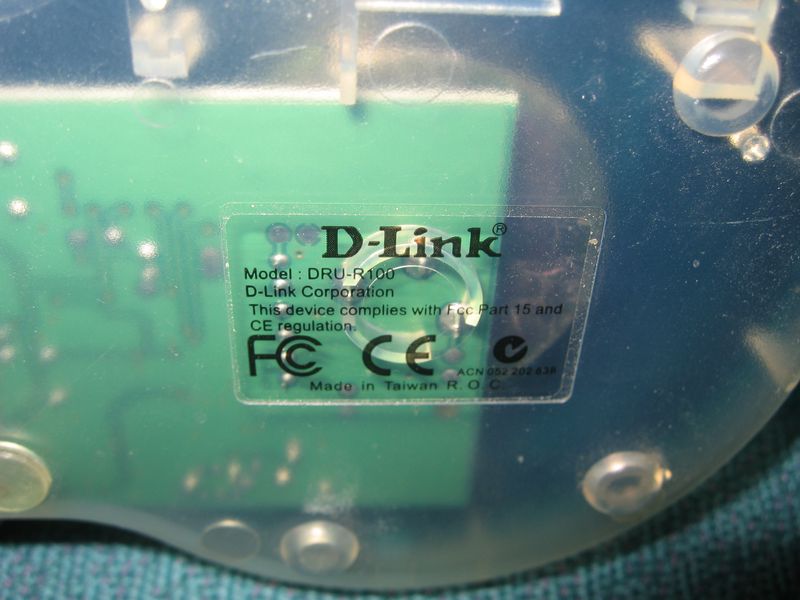 D-Link®
Model : DRU-R100
D-Link Corporation
This device complies with Fcc Part 15 and
CE regulation.
FC CE
ACN 052 202 838
Made in Taiwan R.O.C.